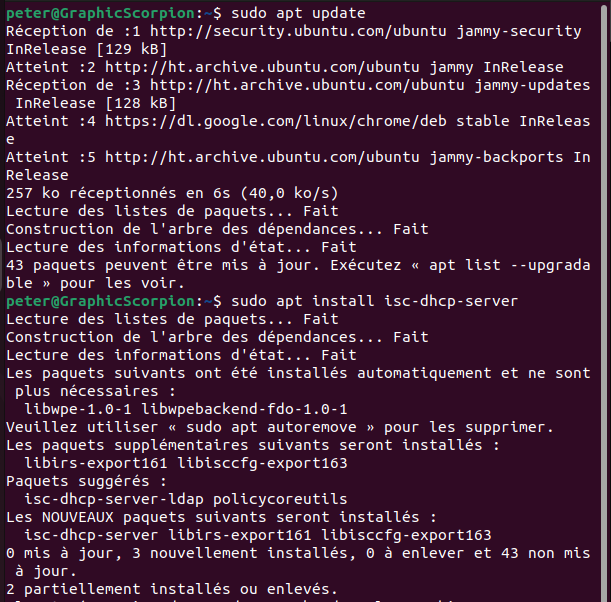 peter@GraphicScorpion:~$ sudo apt update
Réception de :1 http://security.ubuntu.com/ubuntu jammy-security
InRelease [129 kB]
Atteint :2 http://ht.archive.ubuntu.com/ubuntu jammy InRelease
Réception de :3 http://ht.archive.ubuntu.com/ubuntu jammy-updates
 InRelease [128 kB]
Atteint :4 https://dl.google.com/linux/chrome/deb stable InReleas
e
Atteint :5 http://ht.archive.ubuntu.com/ubuntu jammy-backports In
Release
257 ko réceptionnés en 6s (40,0 ko/s)
Lecture des listes de paquets... Fait
Construction de l'arbre des dépendances... Fait
Lecture des informations d'état... Fait
43 paquets peuvent être mis à jour. Exécutez « apt list --upgrada
ble » pour les voir.
peter@GraphicScorpion:~$ sudo apt install isc-dhcp-server
Lecture des listes de paquets... Fait
Construction de l'arbre des dépendances... Fait
Lecture des informations d'état... Fait
Les paquets suivants ont été installés automatiquement et ne sont
 plus nécessaires :
  libwpe-1.0-1 libwpebackend-fdo-1.0-1
Veuillez utiliser « sudo apt autoremove » pour les supprimer.
Les paquets supplémentaires suivants seront installés :
  libirs-export161 libisccfg-export163
Paquets suggérés :
  isc-dhcp-server-ldap policycoreutils
Les NOUVEAUX paquets suivants seront installés :
  isc-dhcp-server libirs-export161 libisccfg-export163
0 mis à jour, 3 nouvellement installés, 0 à enlever et 43 non mis
 à jour.
2 partiellement installés ou enlevés.